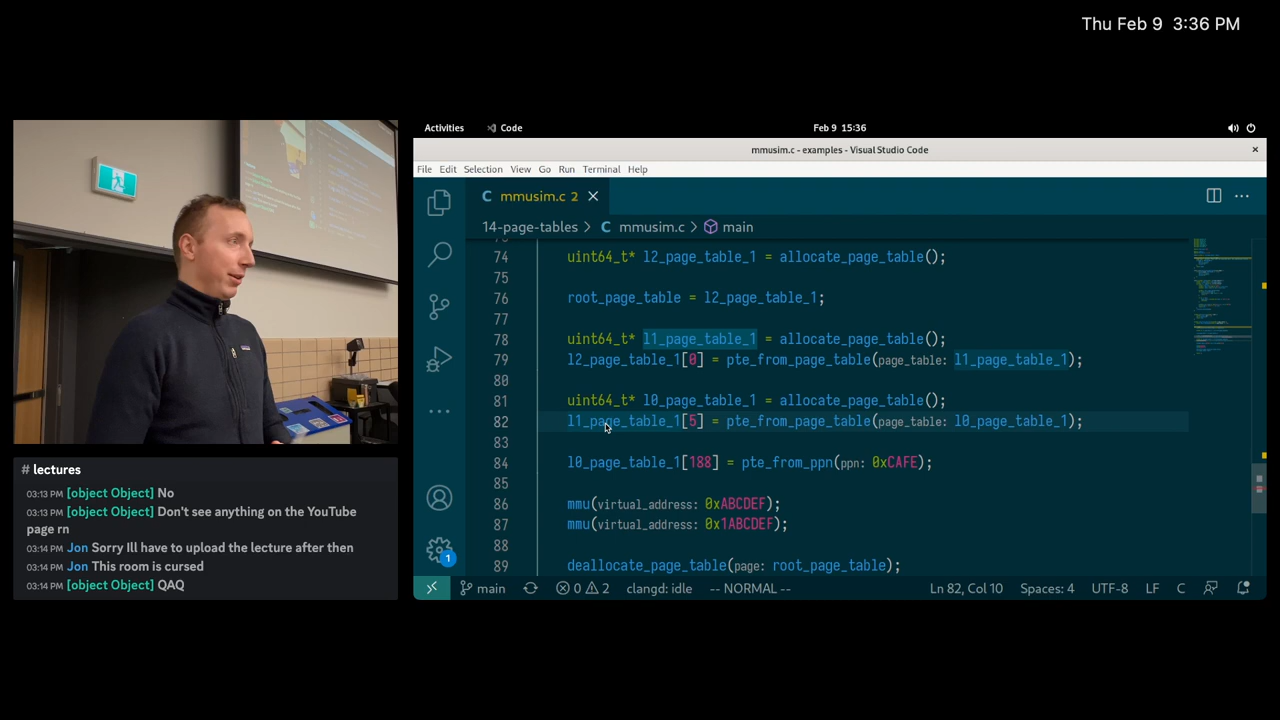 Thu Feb 9 3:36 PM
Activities
Code
Feb 9 15:36
mmusim.c - examples - Visual Studio Code
File Edit Selection View Go Run Terminal Help
C mmusim.c 2
14-page-tables > C mmusim.c > main
74 uint64_t* l2_page_table_1 = allocate_page_table();
75
76 root_page_table = l2_page_table_1;
77
78 uint64_t* l1_page_table_1 = allocate_page_table();
79 l2_page_table_1[0] = pte_from_page_table(page_table: l1_page_table_1);
80
81 uint64_t* l0_page_table_1 = allocate_page_table();
82 l1_page_table_1[5] = pte_from_page_table(page_table: l0_page_table_1);
83
84 l0_page_table_1[188] = pte_from_ppn(ppn: 0xCAFE);
85
86 mmu(virtual_address: 0xABCDEF);
87 mmu(virtual_address: 0x1ABCDEF);
88
89 deallocate_page_table(page: root_page_table);
1
main 0 2 clangd: idle -- NORMAL -- Ln 82, Col 10 Spaces: 4 UTF-8 LF C
# lectures
03:13 PM [object Object] No
03:13 PM [object Object] Don't see anything on the YouTube
page rn
03:14 PM Jon Sorry Ill have to upload the lecture after then
03:14 PM Jon This room is cursed
03:14 PM [object Object] QAQ